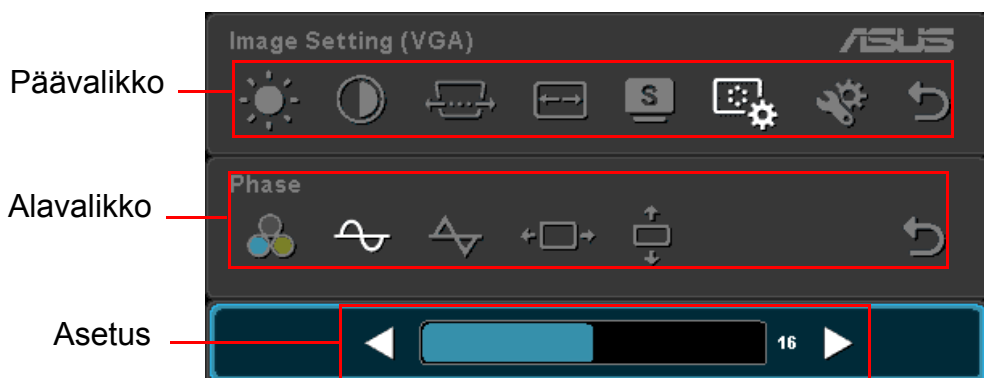 Image Setting (VGA)
ASUS
Päävalikko
S
Phase
Alavalikko
Asetus
16